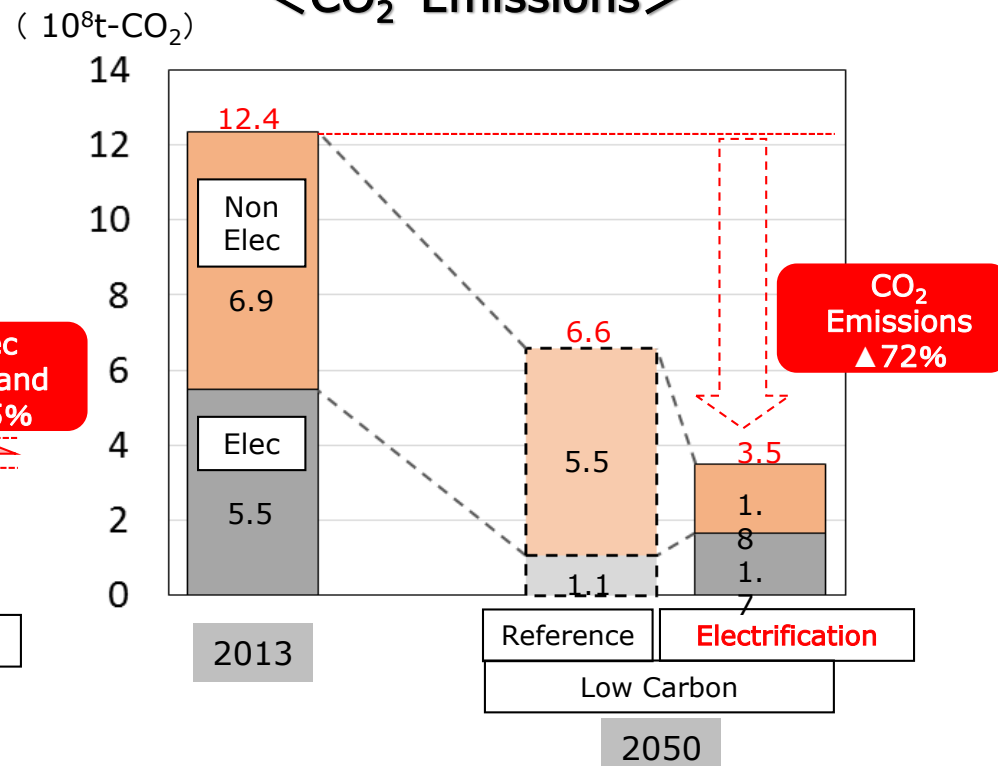 <CO₂ Emissions>
( 10⁸t-CO₂)
14
12
10
8
6
4
2
0
12.4
Non
Elec
6.9
Elec
5.5
6.6
5.5
1.1
3.5
1.
8
1.
7
CO₂
Emissions
▲72%
2013
Reference
Electrification
Low Carbon
2050